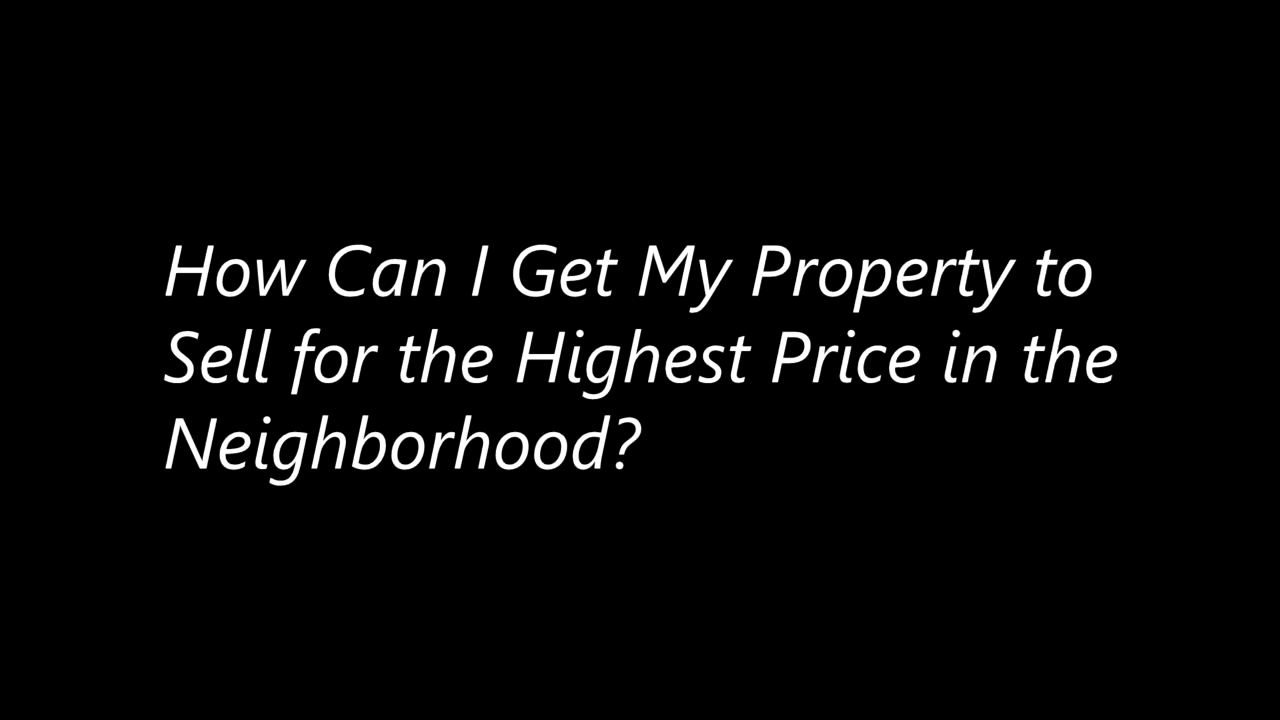 How Can I Get My Property to
Sell for the Highest Price in the
Neighborhood?